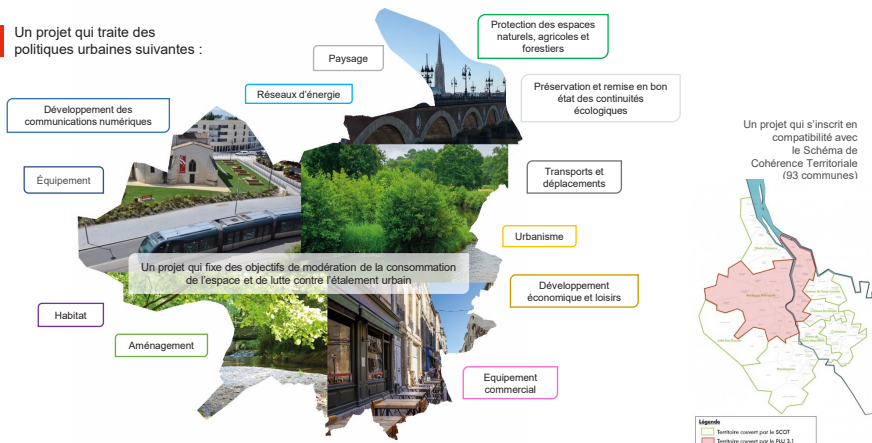 Un projet qui traite des
politiques urbaines suivantes :
Paysage
Protection des espaces
naturels, agricoles et
forestiers
Réseaux d'énergie
Préservation et remise en bon
état des continuités
écologiques
Développement des
communications numériques
Un projet qui s'inscrit en
compatibilité avec
le Schéma de
Cohérence Territoriale
(93 communes)
Équipement
Transports et
déplacements
Urbanisme
Un projet qui fixe des objectifs de modération de la consommation
de l'espace et de lutte contre l'étalement urbain
Développement
économique et loisirs
Habitat
Aménagement
Equipement
commercial
Légende
Territoire couvert par le SCOT
Territoire couvert par le PLU 3.1